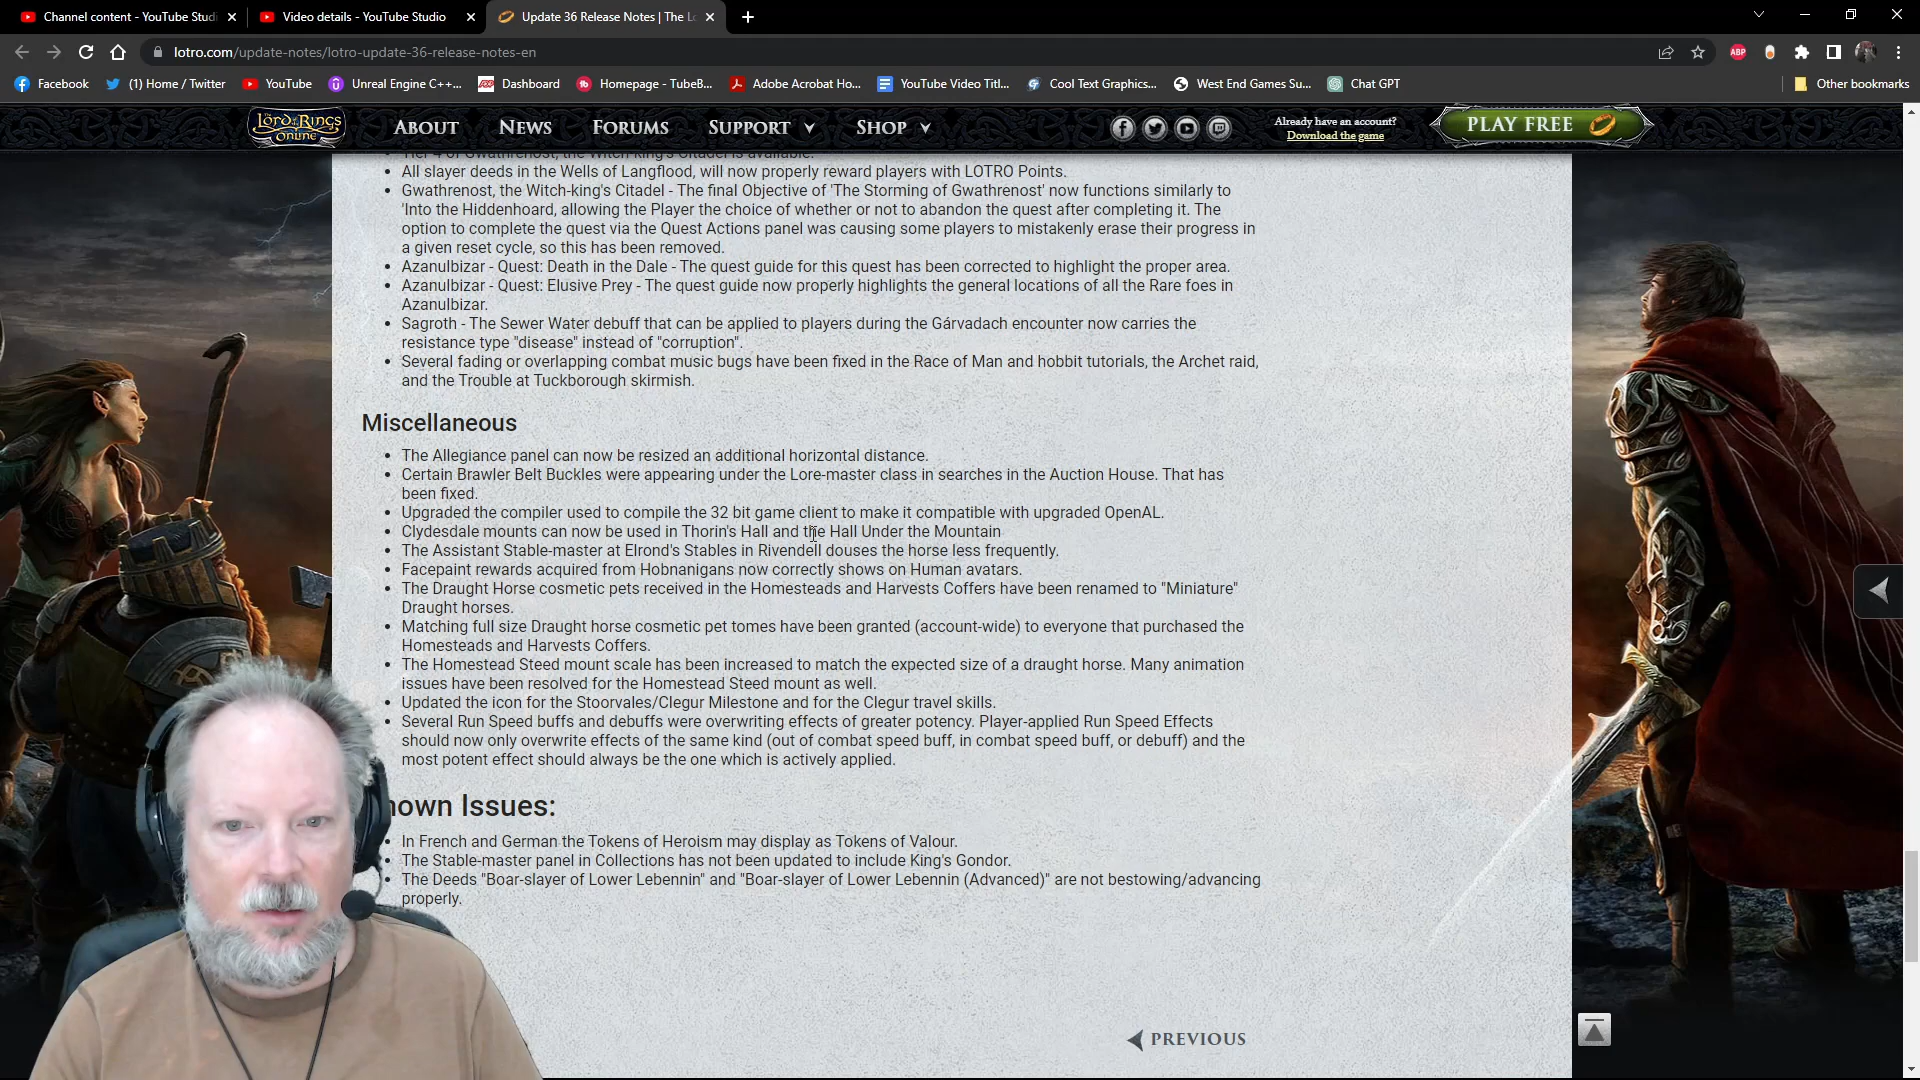 Channel content - YouTube Studi
Video details - YouTube Studio
Update 36 Release Notes | The Lo
lotro.com/update-notes/lotro-update-36-release-notes-en
ABP
Facebook
(1) Home / Twitter
YouTube
Unreal Engine C++...
Dashboard
Homepage - TubeB...
Adobe Acrobat Ho...
YouTube Video Titl...
Cool Text Graphics...
West End Games Su...
Chat GPT
Other bookmarks
The Lord of the Rings Online
About
News
Forums
Support
Shop
Already have an account?
Download the game
PLAY FREE
Tier 4 of Gwathrenost, the Witch-king's Citadel is available.
• All slayer deeds in the Wells of Langflood, will now properly reward players with LOTRO Points.
• Gwathrenost, the Witch-king's Citadel - The final Objective of 'The Storming of Gwathrenost' now functions similarly to
'Into the Hiddenhoard, allowing the Player the choice of whether or not to abandon the quest after completing it. The
option to complete the quest via the Quest Actions panel was causing some players to mistakenly erase their progress in
a given reset cycle, so this has been removed.
• Azanulbizar - Quest: Death in the Dale - The quest guide for this quest has been corrected to highlight the proper area.
• Azanulbizar - Quest: Elusive Prey - The quest guide now properly highlights the general locations of all the Rare foes in
Azanulbizar.
• Sagroth - The Sewer Water debuff that can be applied to players during the Gárvadach encounter now carries the
resistance type "disease" instead of "corruption".
• Several fading or overlapping combat music bugs have been fixed in the Race of Man and hobbit tutorials, the Archet raid,
and the Trouble at Tuckborough skirmish.
Miscellaneous
• The Allegiance panel can now be resized an additional horizontal distance.
• Certain Brawler Belt Buckles were appearing under the Lore-master class in searches in the Auction House. That has
been fixed.
• Upgraded the compiler used to compile the 32 bit game client to make it compatible with upgraded OpenAL.
• Clydesdale mounts can now be used in Thorin's Hall and the Hall Under the Mountain
• The Assistant Stable-master at Elrond's Stables in Rivendell douses the horse less frequently.
• Facepaint rewards acquired from Hobnanigans now correctly shows on Human avatars.
• The Draught Horse cosmetic pets received in the Homesteads and Harvests Coffers have been renamed to "Miniature"
Draught horses.
• Matching full size Draught horse cosmetic pet tomes have been granted (account-wide) to everyone that purchased the
Homesteads and Harvests Coffers.
• The Homestead Steed mount scale has been increased to match the expected size of a draught horse. Many animation
issues have been resolved for the Homestead Steed mount as well.
• Updated the icon for the Stoorvales/Clegur Milestone and for the Clegur travel skills.
• Several Run Speed buffs and debuffs were overwriting effects of greater potency. Player-applied Run Speed Effects
should now only overwrite effects of the same kind (out of combat speed buff, in combat speed buff, or debuff) and the
most potent effect should always be the one which is actively applied.
nown Issues:
• In French and German the Tokens of Heroism may display as Tokens of Valour.
• The Stable-master panel in Collections has not been updated to include King's Gondor.
• The Deeds "Boar-slayer of Lower Lebennin" and "Boar-slayer of Lower Lebennin (Advanced)" are not bestowing/advancing
properly.
PREVIOUS